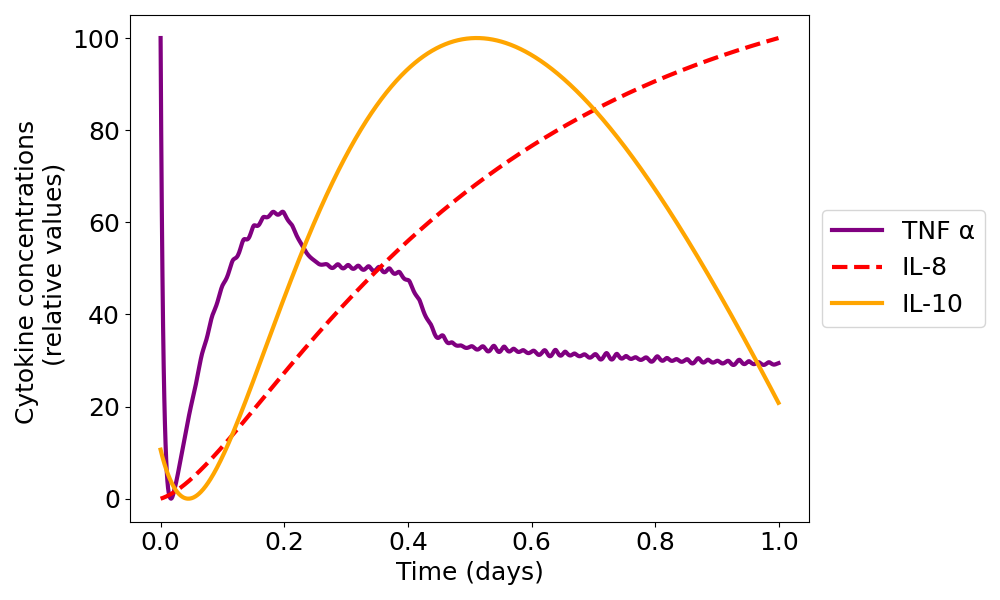 Cytokine concentrations
(relative values)
100
80
60
40
20
0
0.0 0.2 0.4 0.6 0.8 1.0
Time (days)
TNF α
IL-8
IL-10